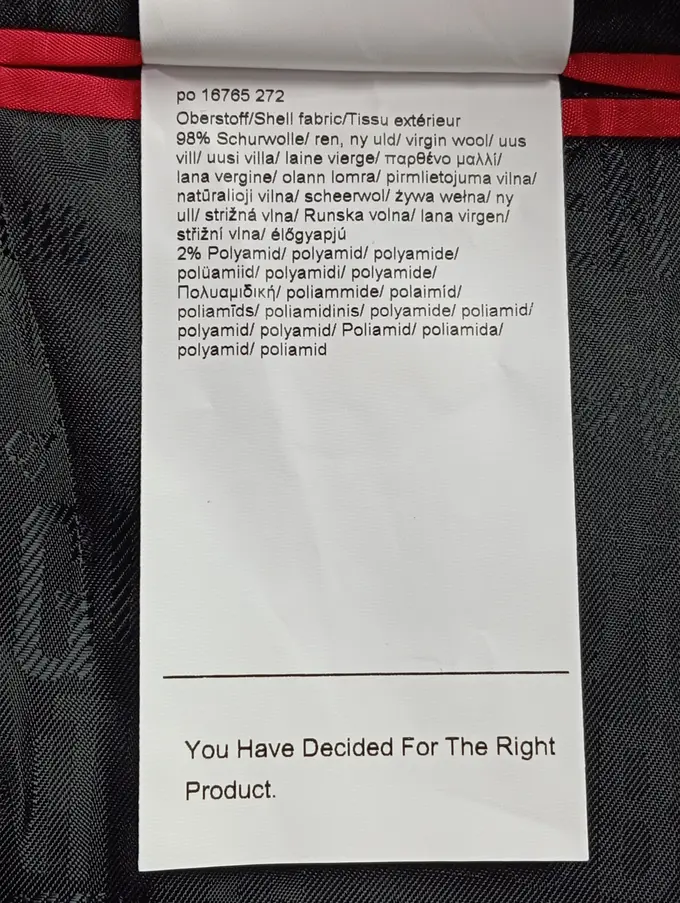 po 16765 272
Oberstoff/Shell fabric/Tissu extérieur
98% Schurwolle/ ren, ny uld/ virgin wool/ uus
vill/ uusi villa/ laine vierge/ παρθένο μαλλί/
lana vergine/ olann lomra/ pirmlietojuma vilna/
natūralioji vilna/ scheerwol/ żywa wełna/ ny
ull/ strižná vlna/ Runska volna/ lana virgen/
střižní vlna/ élőgyapjú
2% Polyamid/ polyamid/ polyamide/
polüamiid/ polyamidi/ polyamide/
Πολυαμιδική/ poliammide/ polaimíd/
poliamīds/ poliamidinis/ polyamide/ poliamid/
polyamid/ polyamid/ Poliamid/ poliamida/
polyamid/ poliamid
You Have Decided For The Right
Product.